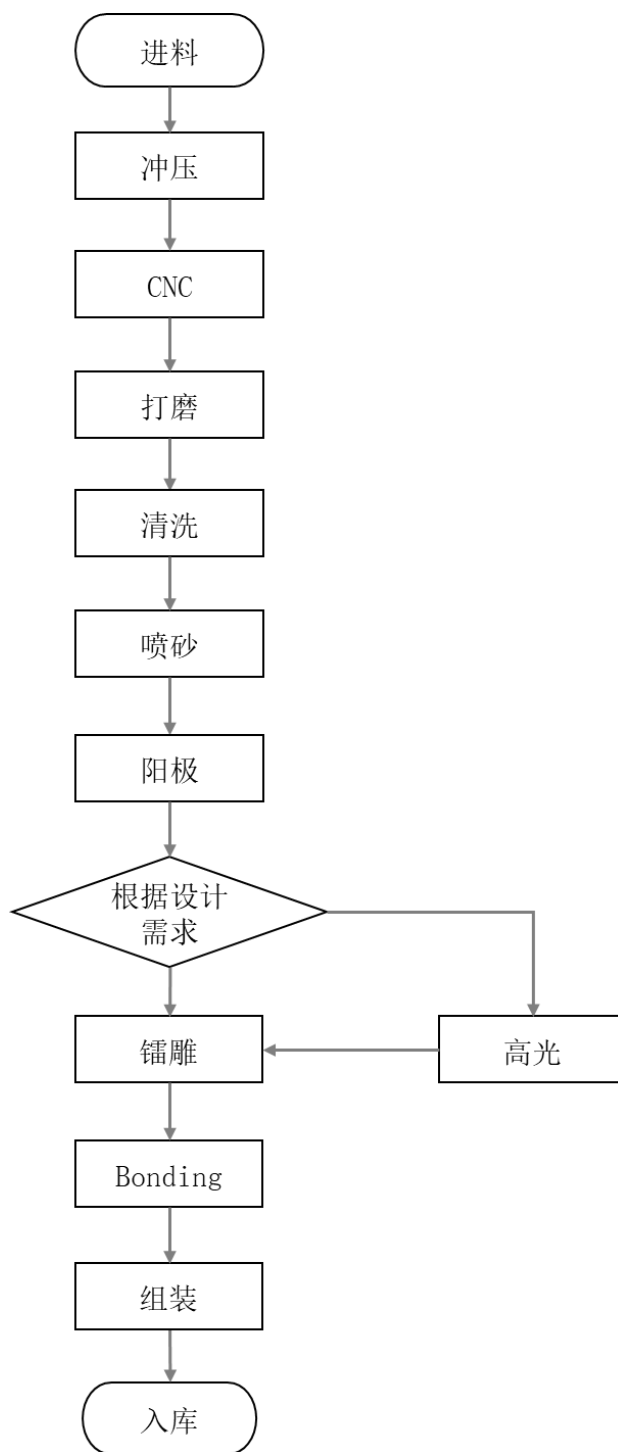 进料
冲压
CNC
打磨
清洗
喷砂
阳极
根据设计
需求
镭雕
高光
Bonding
组装
入库